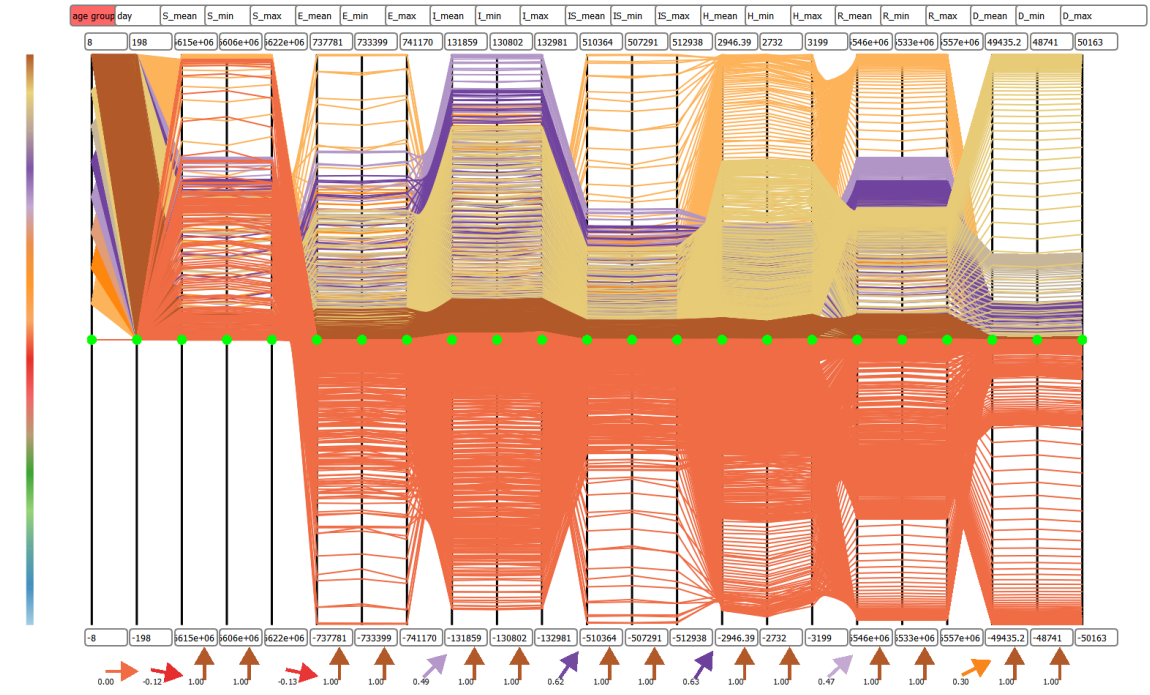 age group day S_mean S_min S_max E_mean E_min E_max I_mean I_min I_max IS_mean IS_min IS_max H_mean H_min H_max R_mean R_min R_max D_mean D_min D_max
8 198 5615e+06 5606e+06 5622e+06 737781 733399 741170 131859 130802 132981 510364 507291 512938 2946.39 2732 3199 546e+06 533e+06 557e+06 49435.2 48741 50163
-8 -198 5615e+06 5606e+06 5622e+06 -737781 -733399 -741170 -131859 -130802 -132981 -510364 -507291 -512938 -2946.39 -2732 -3199 546e+06 533e+06 557e+06 -49435.2 -48741 -50163
0.00 -0.12 1.00 1.00 -0.13 1.00 1.00 0.49 1.00 1.00 0.62 1.00 1.00 0.63 1.00 1.00 0.47 1.00 1.00 0.30 1.00 1.00